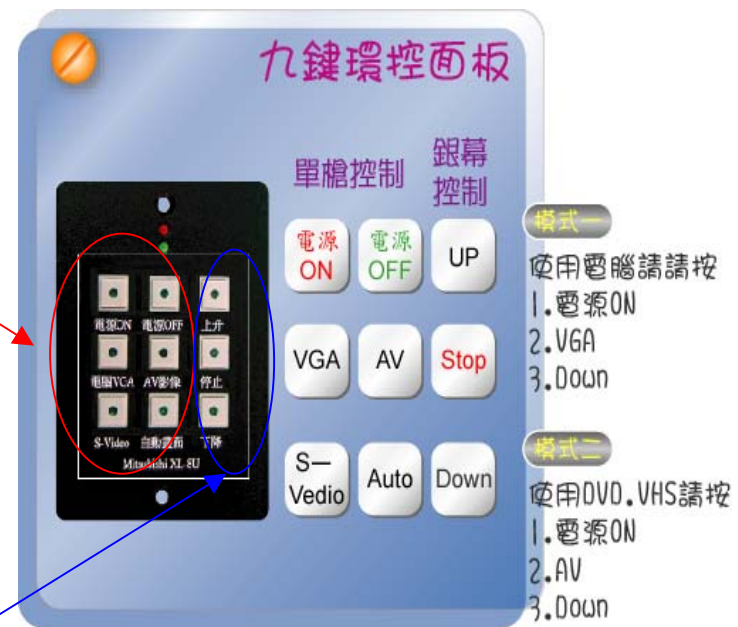 九鍵環控面板
單槍控制
銀幕
控制
電源
ON
電源
OFF
UP
VGA
AV
Stop
S—
Vedio
Auto
Down
電源ON
電源OFF
上升
電腦VGA
AV影像
停止
S-Video
自動畫面
下降
Mitsubishi XL-8U
模式一
使用電腦請請按
1.電源ON
2.VGA
3.Down
模式二
使用DVD.VHS請按
1.電源ON
2.AV
3.Down